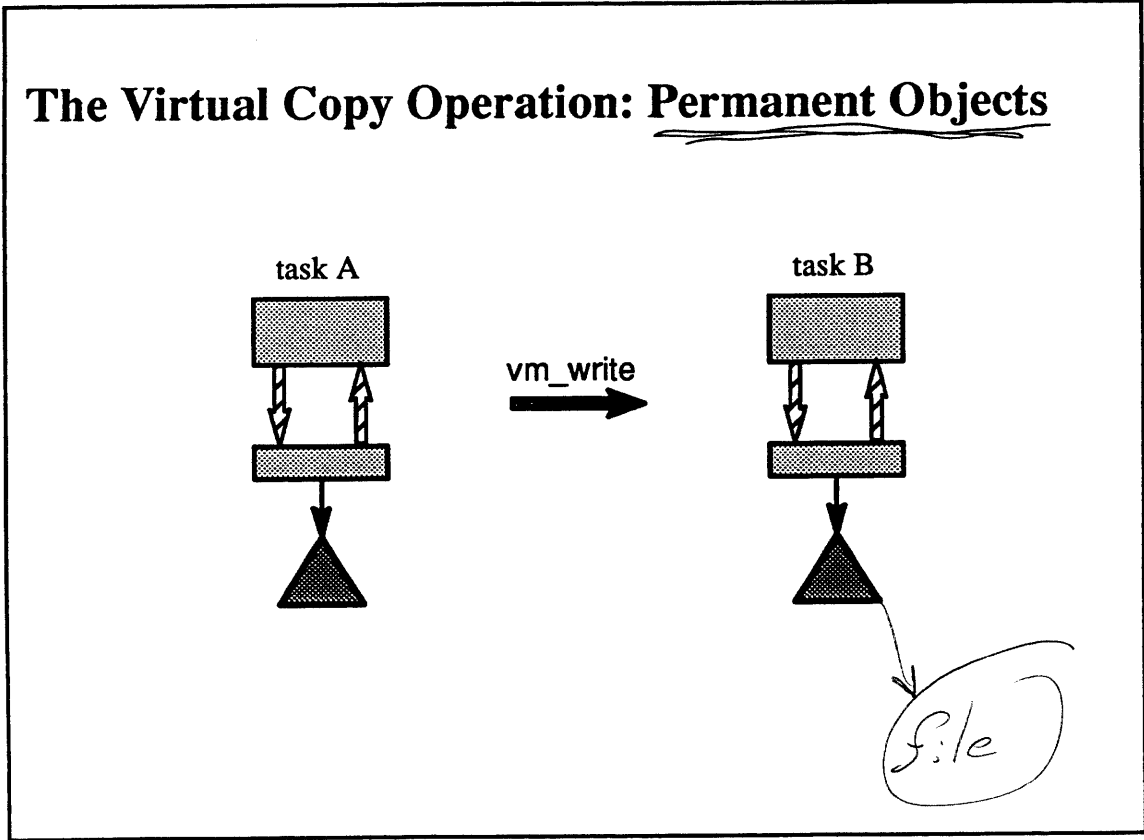 The Virtual Copy Operation: Permanent Objects
task A
task B
vm_write
file